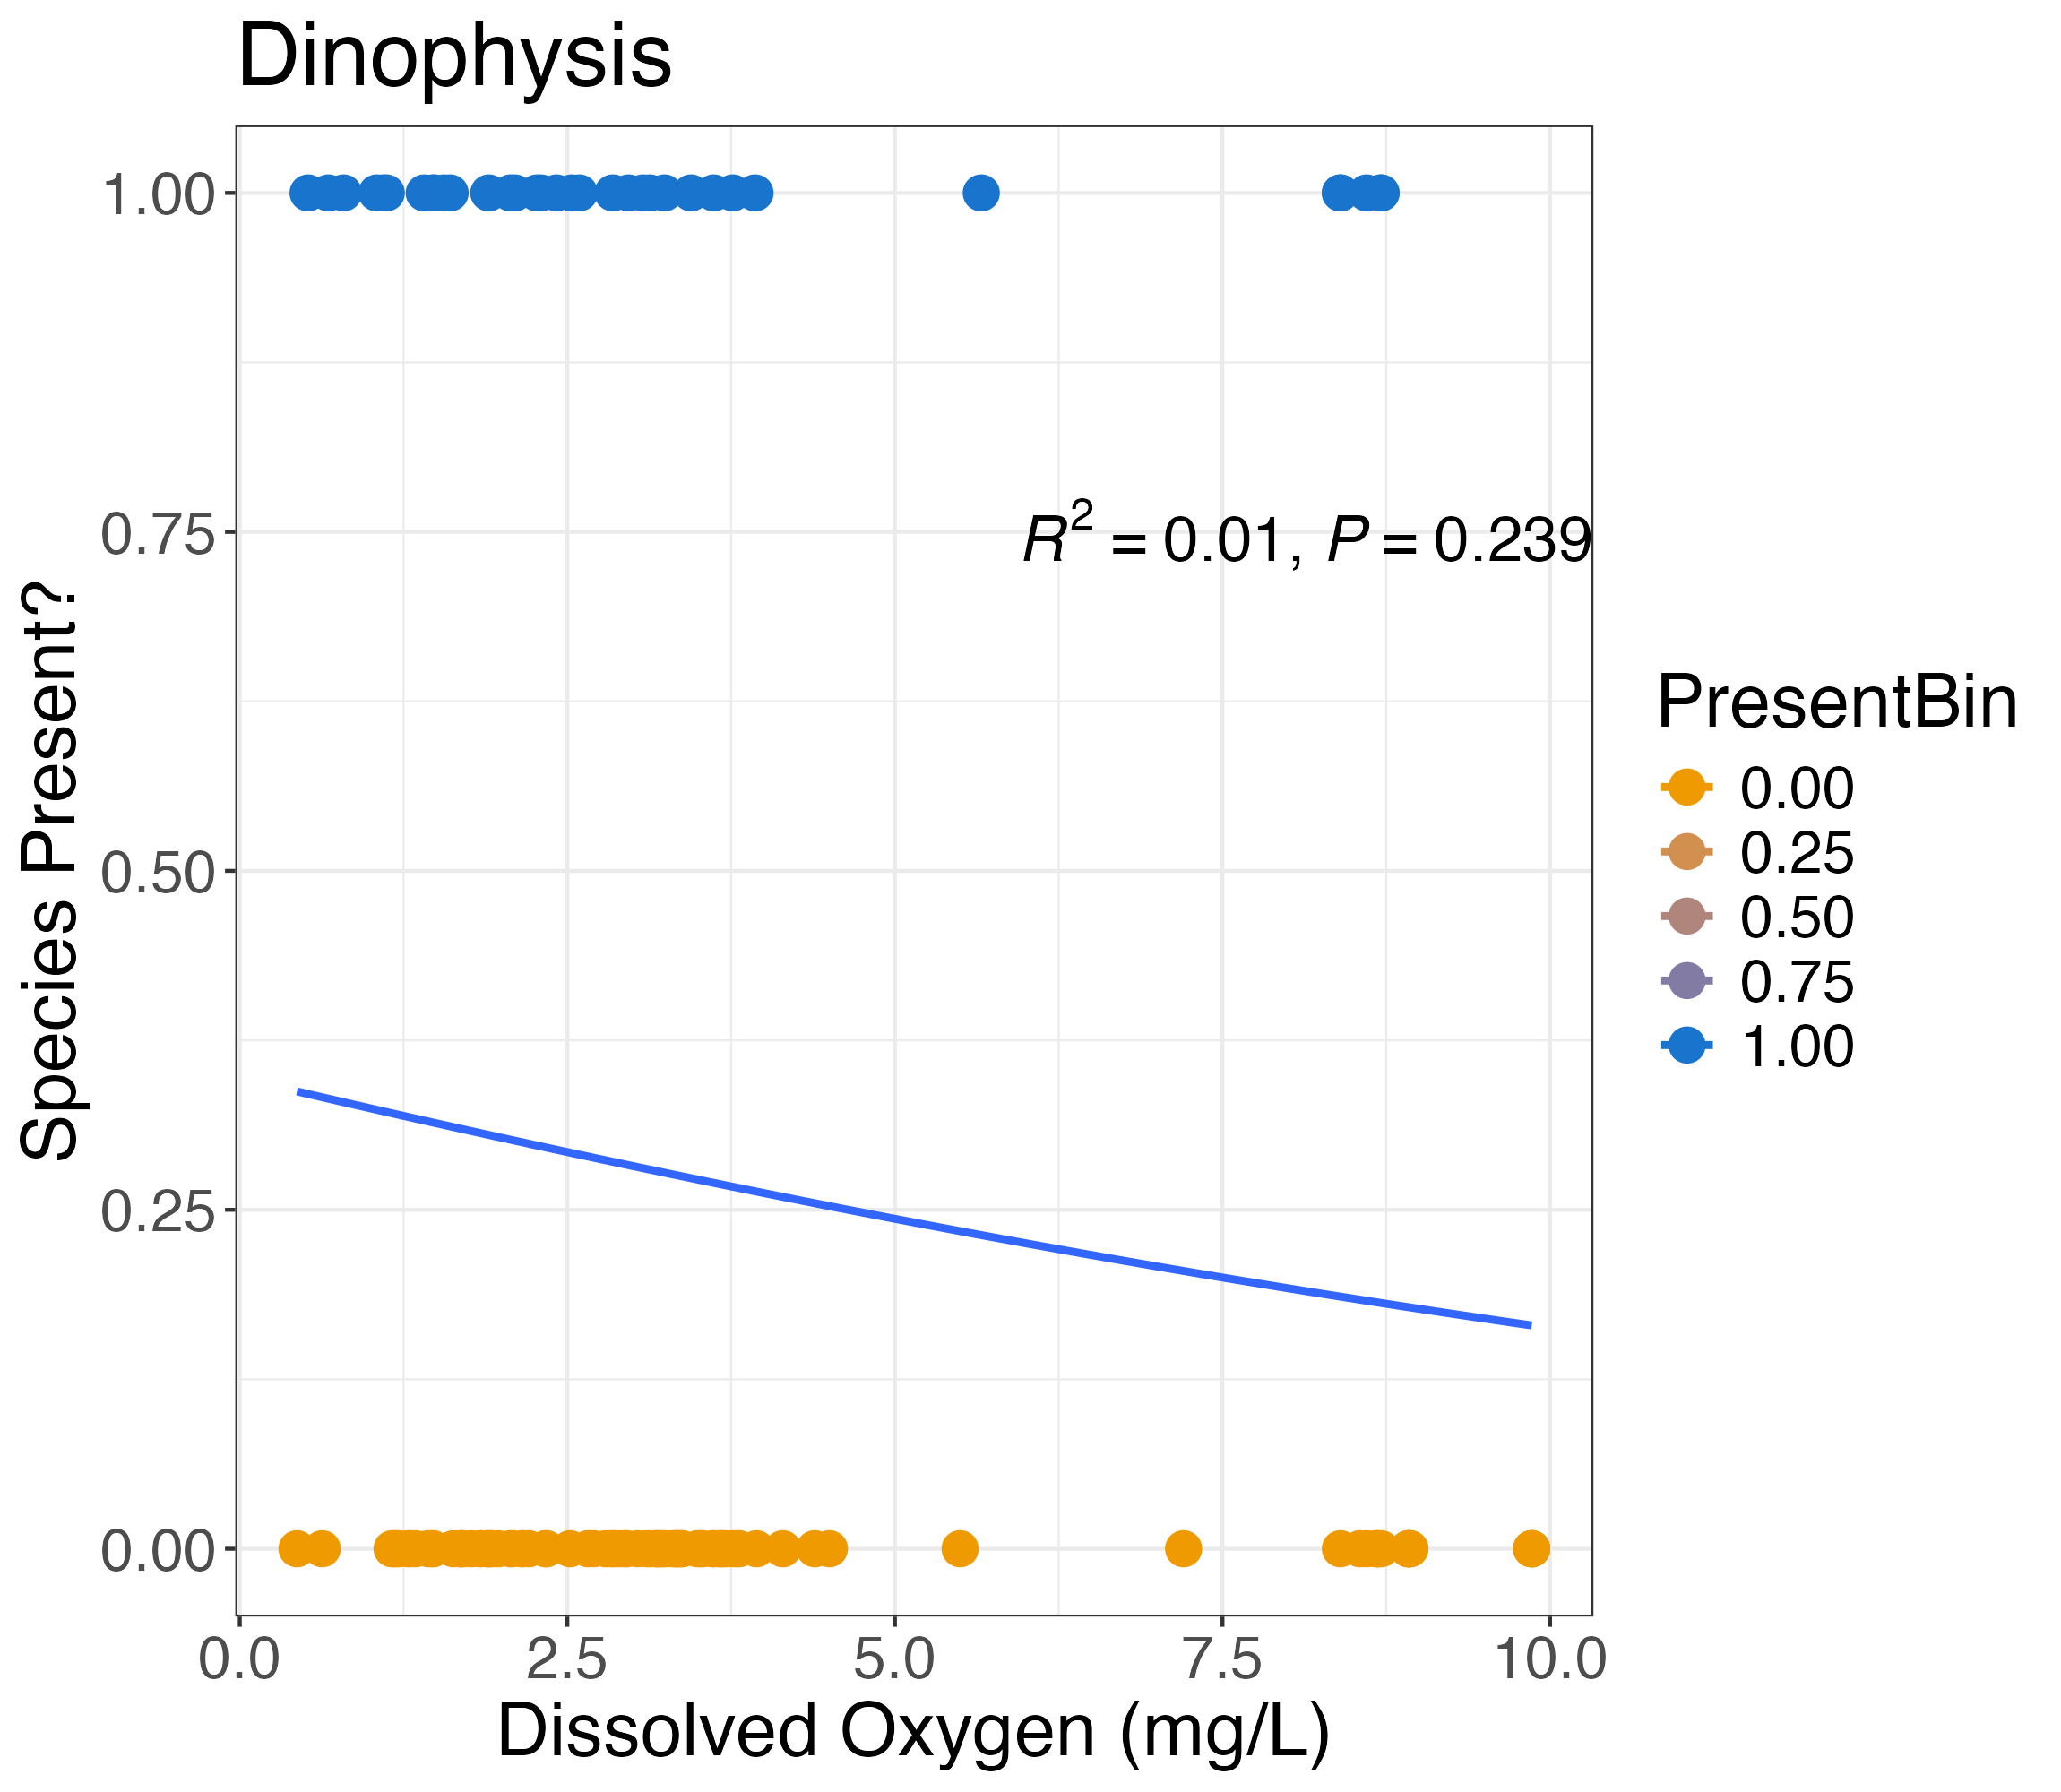 Dinophysis
1.00
0.75
0.50
0.25
0.00
Species Present?
R² = 0.01, P = 0.239
0.0 2.5 5.0 7.5 10.0
Dissolved Oxygen (mg/L)
PresentBin
0.00
0.25
0.50
0.75
1.00